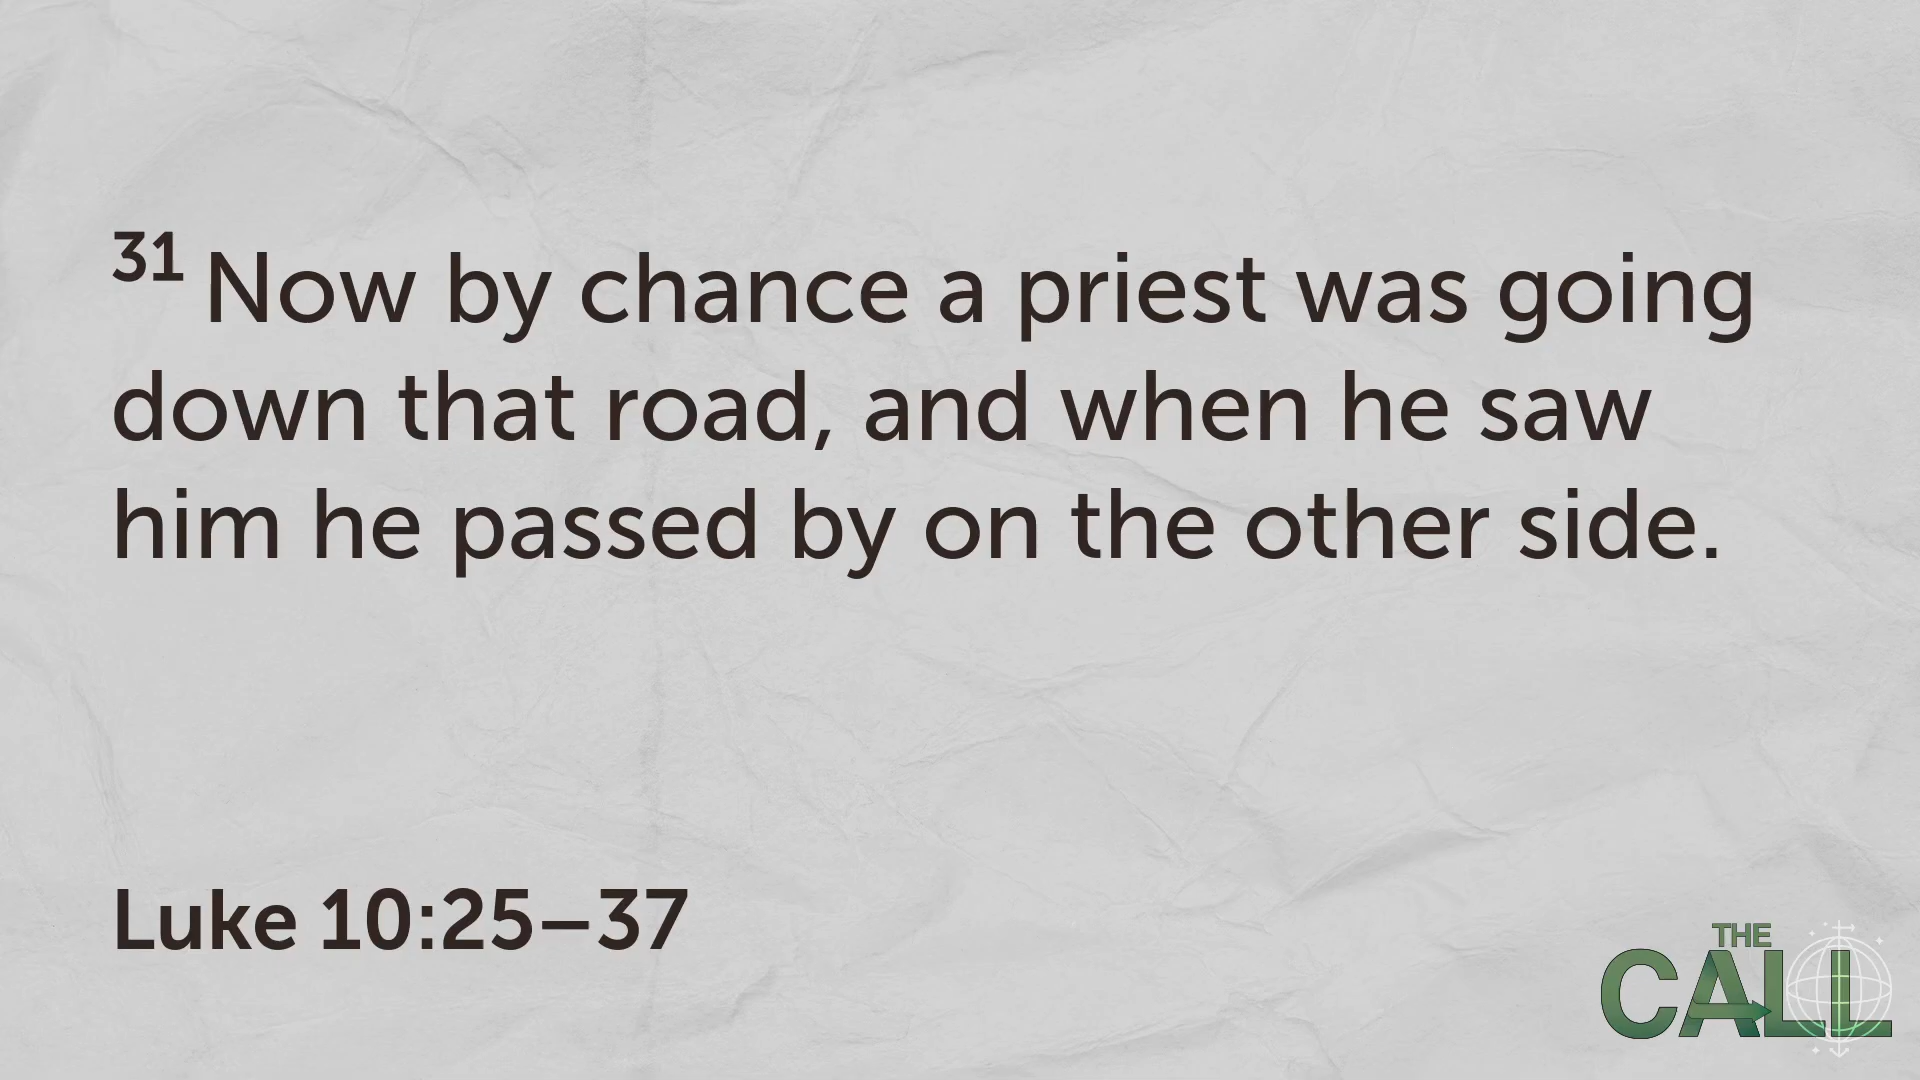 31 Now by chance a priest was going
down that road, and when he saw
him he passed by on the other side.
Luke 10:25–37
THE
CALL